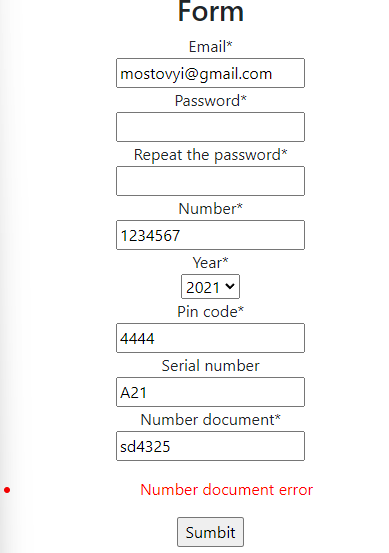 Form
Email*
mostovyi@gmail.com
Password*
Repeat the password*
Number*
1234567
Year*
2021
Pin code*
4444
Serial number
A21
Number document*
sd4325
Number document error
Sumbit